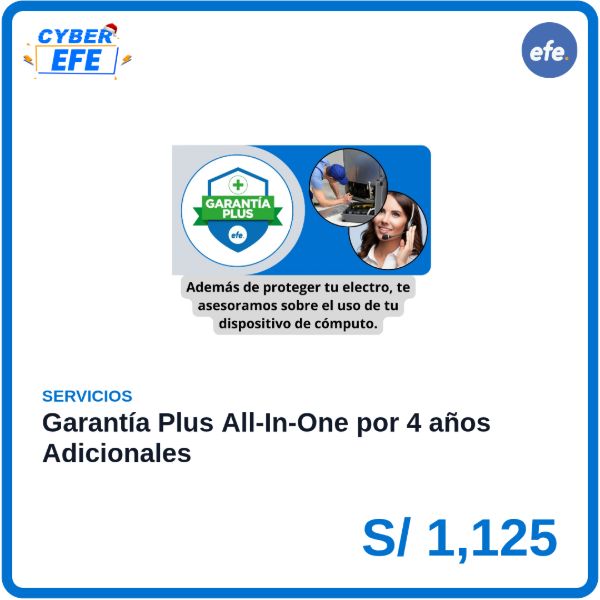 CYBER
EFE
efe.
GARANTÍA
PLUS
efe.
Además de proteger tu electro, te
asesoramos sobre el uso de tu
dispositivo de cómputo.
SERVICIOS
Garantía Plus All-In-One por 4 años
Adicionales
S/ 1,125